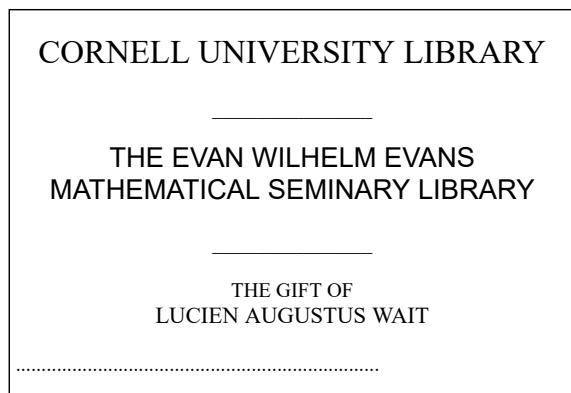 CORNELL UNIVERSITY LIBRARY
THE EVAN WILHELM EVANS
MATHEMATICAL SEMINARY LIBRARY
THE GIFT OF
LUCIEN AUGUSTUS WAIT